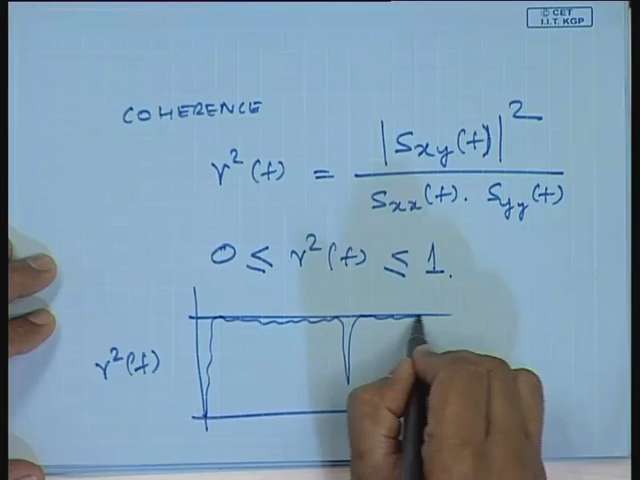 © CET
I.I.T. KGP
COHERENCE
γ²(f) = |Sxy(f)|² / Sxx(f). Syy(f)
0 ≤ γ²(f) ≤ 1.
γ²(f)